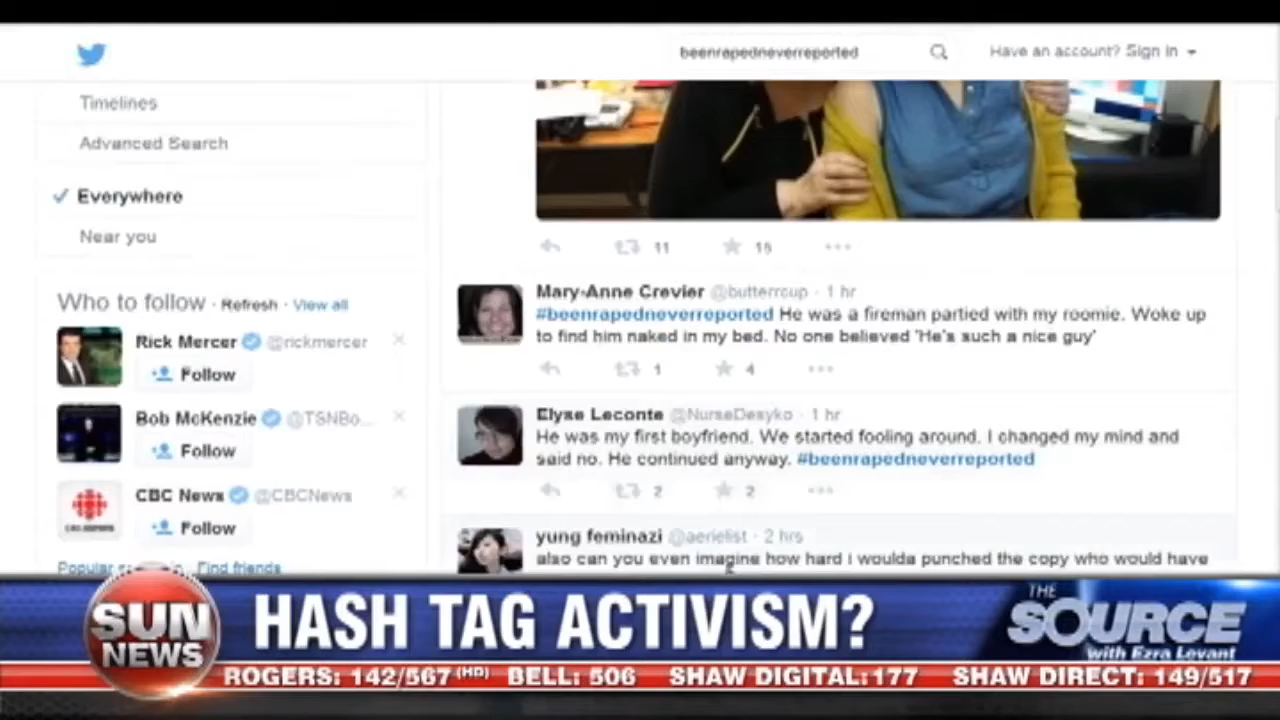 beenrapedneverreported
Have an account? Sign in
Timelines
Advanced Search
Everywhere
Near you
Who to follow · Refresh · View all
Rick Mercer @rickmercer
Follow
Bob McKenzie @TSNBo...
Follow
CBC News @CBCNews
Follow
Find friends
11 15
Mary-Anne Crevier @butterrcup · 1 hr
#beenrapedneverreported He was a fireman partied with my roomie. Woke up
to find him naked in my bed. No one believed 'He's such a nice guy'
1 4
Elyse Leconte @NurseDesyko · 1 hr
He was my first boyfriend. We started fooling around. I changed my mind and
said no. He continued anyway. #beenrapedneverreported
2 2
yung feminazi @aerielist · 2 hrs
also can you even imagine how hard i woulda punched the copy who would have
SUN
NEWS
HASH TAG ACTIVISM?
THE
SOURCE
with Ezra Levant
ROGERS: 142/567 (HD) BELL: 506 SHAW DIGITAL: 177 SHAW DIRECT: 149/517